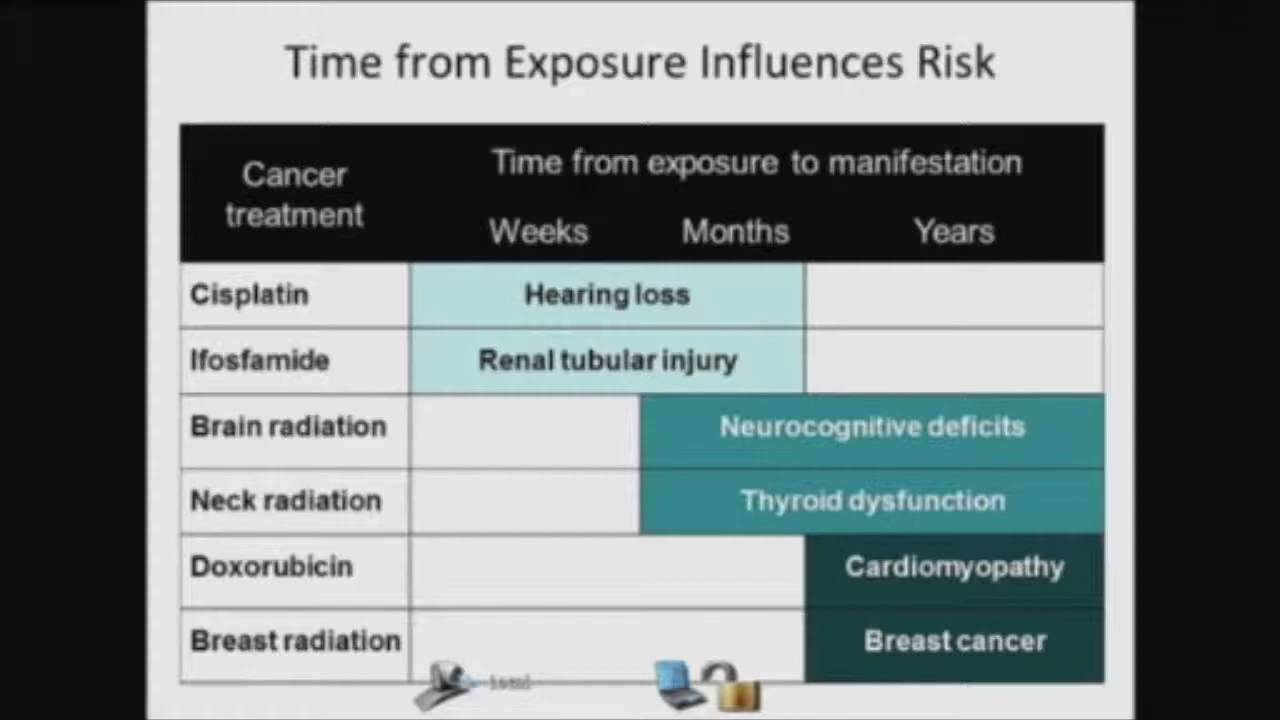 Time from Exposure Influences Risk
Cancer
treatment
Time from exposure to manifestation
Weeks Months Years
Cisplatin Hearing loss
Ifosfamide Renal tubular injury
Brain radiation Neurocognitive deficits
Neck radiation Thyroid dysfunction
Doxorubicin Cardiomyopathy
Breast radiation Breast cancer